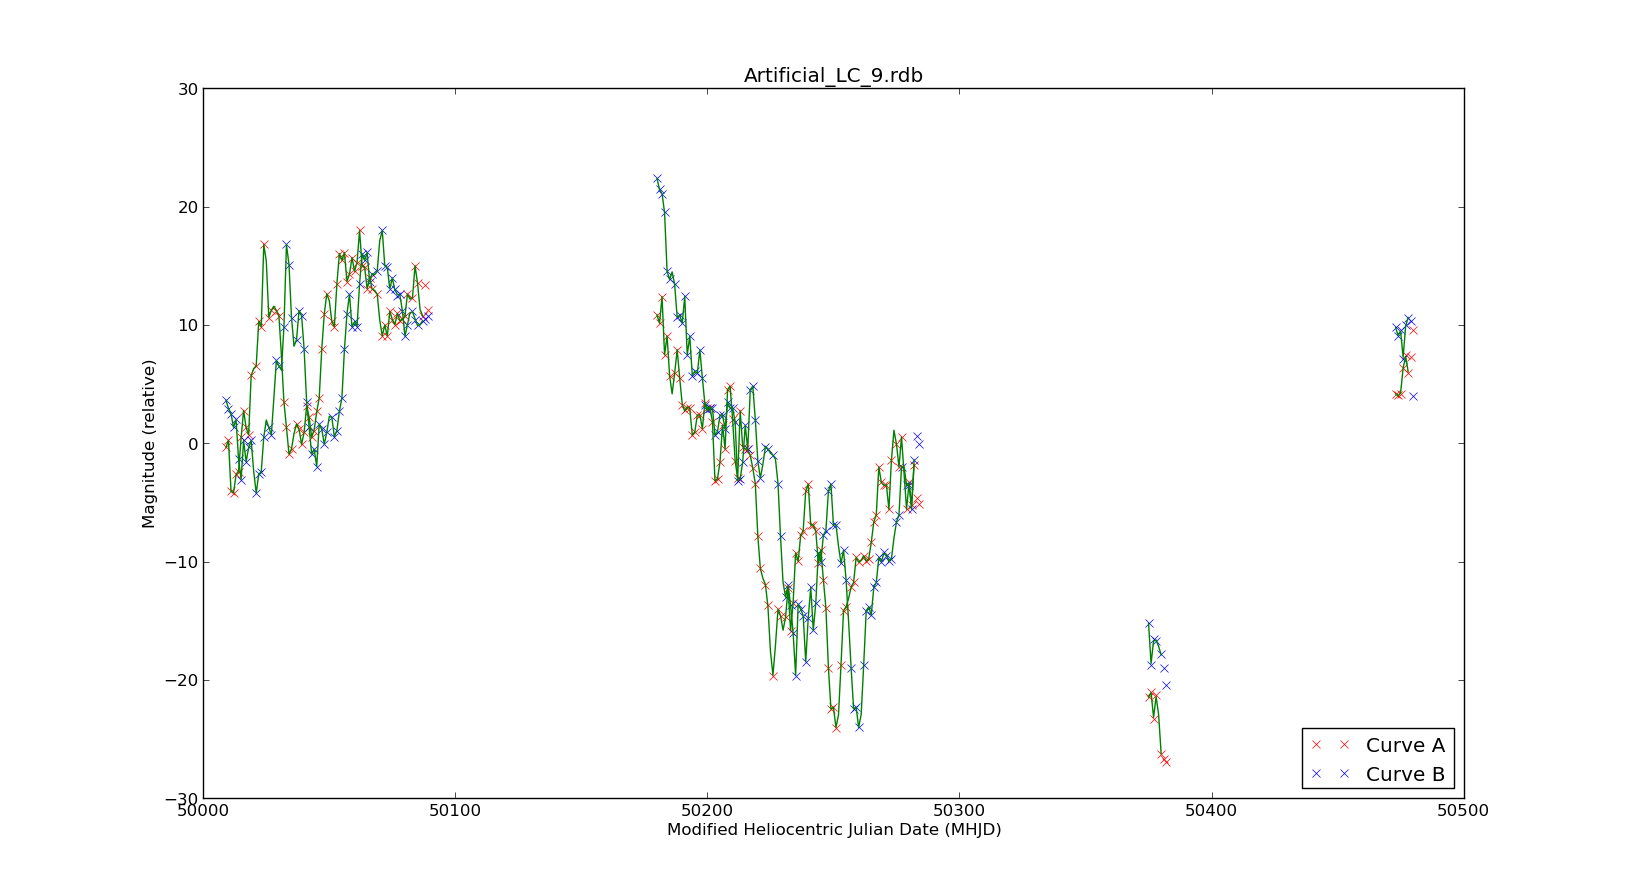 Artificial_LC_9.rdb
30
20
10
0
−10
−20
−30
Magnitude (relative)
50000
50100
50200
50300
50400
50500
Modified Heliocentric Julian Date (MHJD)
Curve A
Curve B